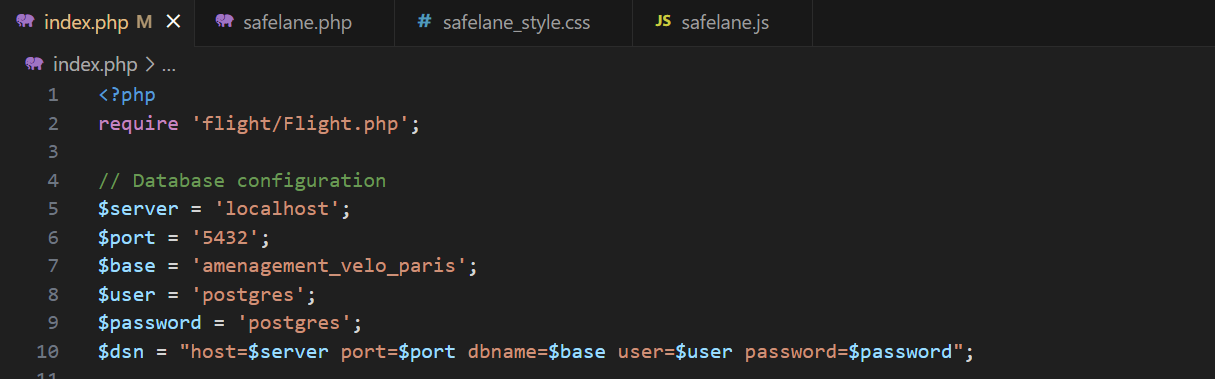 index.php M × safelane.php # safelane_style.css JS safelane.js
index.php > ...
1 <?php
2 require 'flight/Flight.php';
3
4 // Database configuration
5 $server = 'localhost';
6 $port = '5432';
7 $base = 'amenagement_velo_paris';
8 $user = 'postgres';
9 $password = 'postgres';
10 $dsn = "host=$server port=$port dbname=$base user=$user password=$password";
11